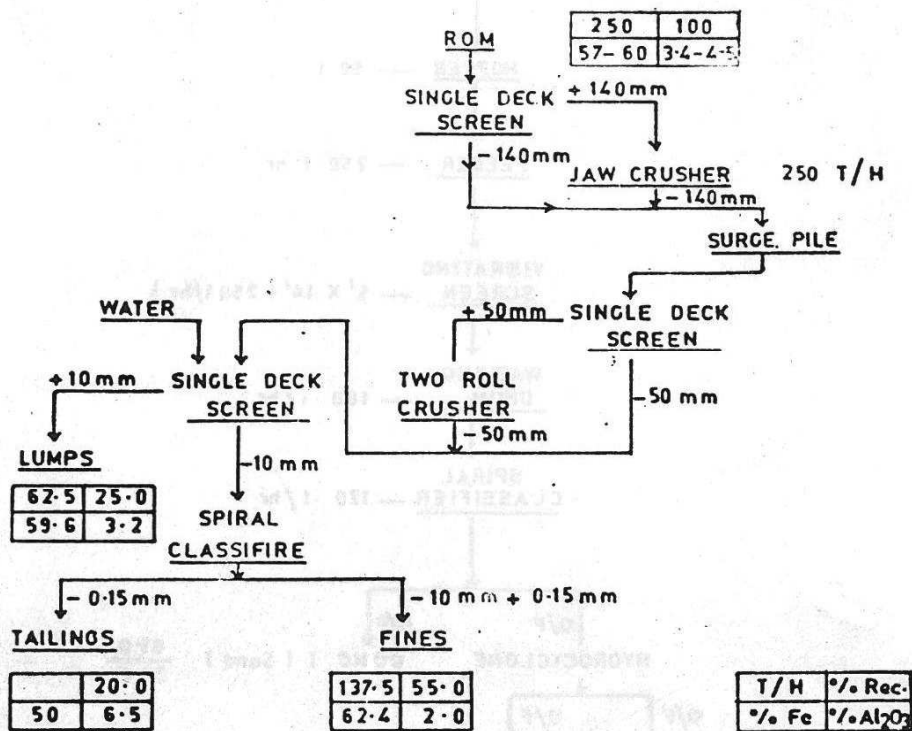 ROM
250 100
57-60 3.4-4.5
SINGLE DECK
SCREEN
+140mm
-140mm
JAW CRUSHER
250 T/H
-140mm
SURGE. PILE
WATER
+50mm
SINGLE DECK
SCREEN
+10mm
SINGLE DECK
SCREEN
TWO ROLL
CRUSHER
-50 mm
-50mm
LUMPS
-10 mm
62.5 25.0
59.6 3.2
SPIRAL
CLASSIFIRE
-0.15mm
-10 mm + 0.15mm
TAILINGS
FINES
20.0
50 6.5
137.5 55.0
62.4 2.0
T/H % Rec.
% Fe % Al2O3